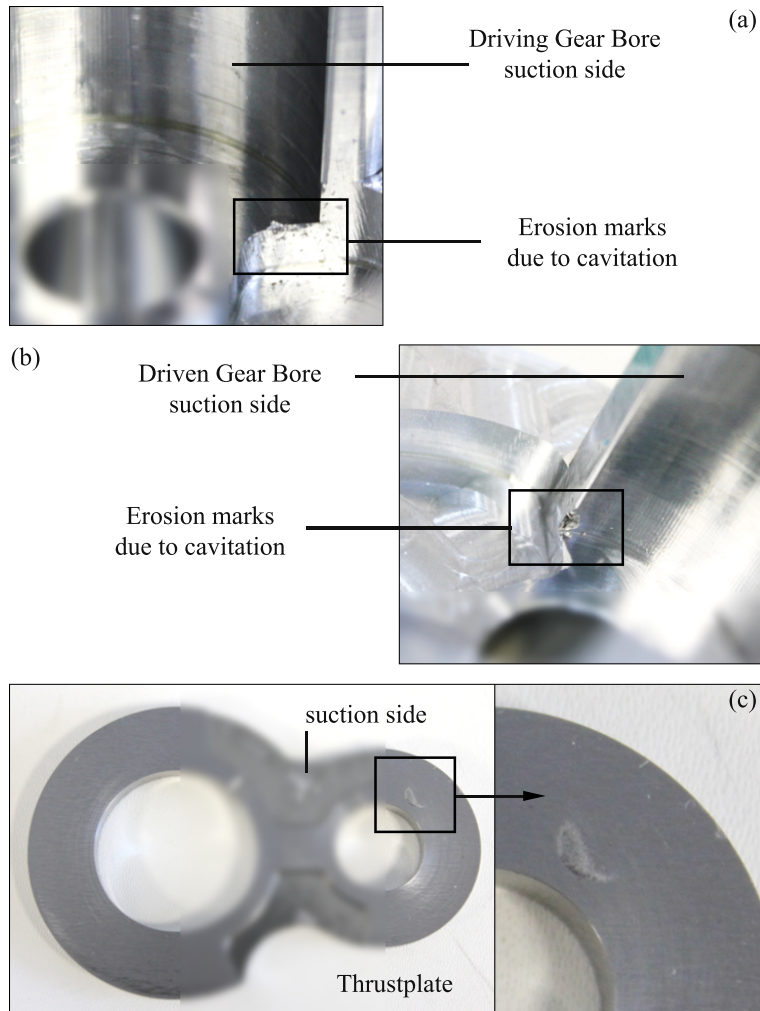 (a)
Driving Gear Bore
suction side
Erosion marks
due to cavitation
(b)
Driven Gear Bore
suction side
Erosion marks
due to cavitation
(c)
suction side
Thrustplate